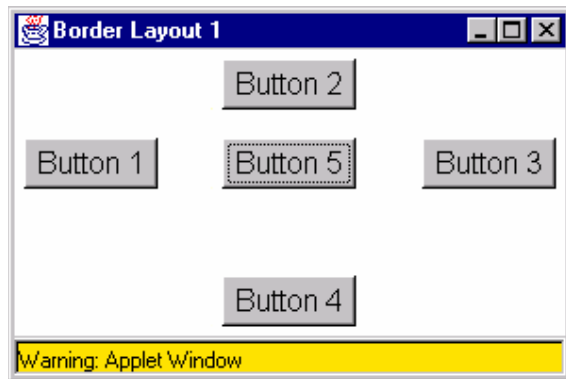 Border Layout 1
Button 2
Button 1 Button 5 Button 3
Button 4
Warning: Applet Window